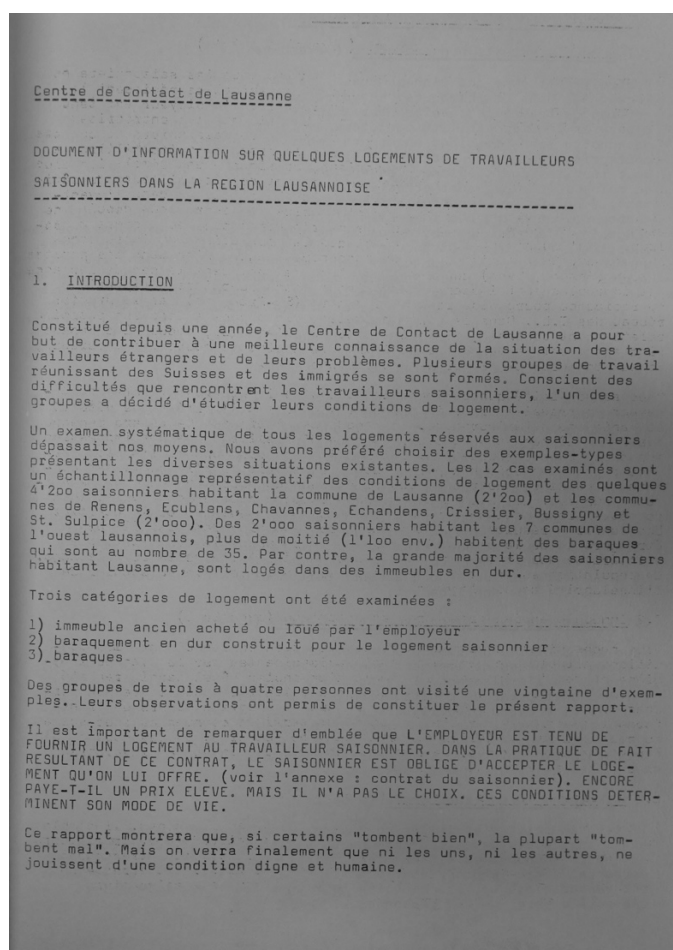 Centre de Contact de Lausanne
DOCUMENT D'INFORMATION SUR QUELQUES LOGEMENTS DE TRAVAILLEURS
SAISONNIERS DANS LA REGION LAUSANNOISE
1. INTRODUCTION
Constitué depuis une année, le Centre de Contact de Lausanne a pour
but de contribuer à une meilleure connaissance de la situation des tra-
vailleurs étrangers et de leurs problèmes. Plusieurs groupes de travail
réunissant des Suisses et des immigrés se sont formés. Conscient des
difficultés que rencontrent les travailleurs saisonniers, l'un des
groupes a décidé d'étudier leurs conditions de logement.
Un examen systématique de tous les logements réservés aux saisonniers
dépassait nos moyens. Nous avons préféré choisir des exemples-types
présentant les diverses situations existantes. Les 12 cas examinés sont
un échantillonnage représentatif des conditions de logement des quelques
4'2oo saisonniers habitant la commune de Lausanne (2'2oo) et les commu-
nes de Renens, Ecublens, Chavannes, Echandens, Crissier, Bussigny et
St. Sulpice (2'ooo). Des 2'ooo saisonniers habitant les 7 communes de
l'ouest lausannois, plus de moitié (1'1oo env.) habitent des baraques
qui sont au nombre de 35. Par contre, la grande majorité des saisonniers
habitant Lausanne, sont logés dans des immeubles en dur.
Trois catégories de logement ont été examinées :
1) immeuble ancien acheté ou loué par l'employeur
2) baraquement en dur construit pour le logement saisonnier
3) baraques
Des groupes de trois à quatre personnes ont visité une vingtaine d'exem-
ples. Leurs observations ont permis de constituer le présent rapport.
Il est important de remarquer d'emblée que L'EMPLOYEUR EST TENU DE
FOURNIR UN LOGEMENT AU TRAVAILLEUR SAISONNIER. DANS LA PRATIQUE DE FAIT
RESULTANT DE CE CONTRAT, LE SAISONNIER EST OBLIGE D'ACCEPTER LE LOGE-
MENT QU'ON LUI OFFRE. (voir l'annexe : contrat du saisonnier). ENCORE
PAYE-T-IL UN PRIX ELEVE. MAIS IL N'A PAS LE CHOIX. CES CONDITIONS DETER-
MINENT SON MODE DE VIE.
Ce rapport montrera que, si certains "tombent bien", la plupart "tom-
bent mal". Mais on verra finalement que ni les uns, ni les autres, ne
jouissent d'une condition digne et humaine.